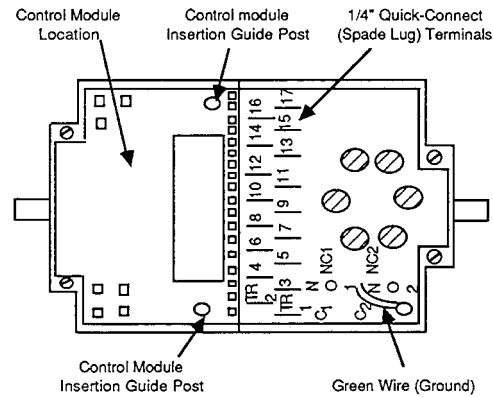 Control Module
Location
Control module
Insertion Guide Post
1/4" Quick-Connect
(Spade Lug) Terminals
16
17
14
15
12
13
10
11
8
9
6
7
4
5
TR
2
TR
1
3
N
NC1
C1
1
NC2
C2
N
2
Control Module
Insertion Guide Post
Green Wire (Ground)